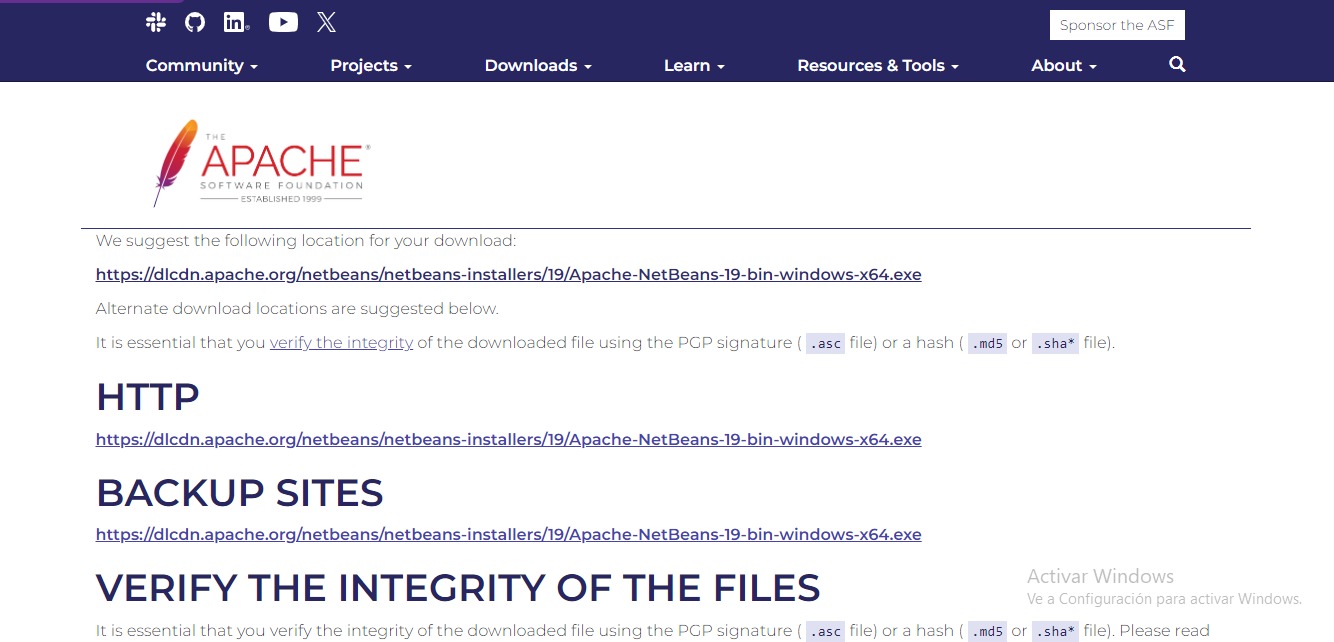 Sponsor the ASF
Community Projects Downloads Learn Resources & Tools About
THE
APACHE®
SOFTWARE FOUNDATION
ESTABLISHED 1999
We suggest the following location for your download:
https://dlcdn.apache.org/netbeans/netbeans-installers/19/Apache-NetBeans-19-bin-windows-x64.exe
Alternate download locations are suggested below.
It is essential that you verify the integrity of the downloaded file using the PGP signature ( .asc file) or a hash ( .md5 or .sha* file).
HTTP
https://dlcdn.apache.org/netbeans/netbeans-installers/19/Apache-NetBeans-19-bin-windows-x64.exe
BACKUP SITES
https://dlcdn.apache.org/netbeans/netbeans-installers/19/Apache-NetBeans-19-bin-windows-x64.exe
VERIFY THE INTEGRITY OF THE FILES
Activar Windows
Ve a Configuración para activar Windows.
It is essential that you verify the integrity of the downloaded file using the PGP signature ( .asc file) or a hash ( .md5 or .sha* file). Please read